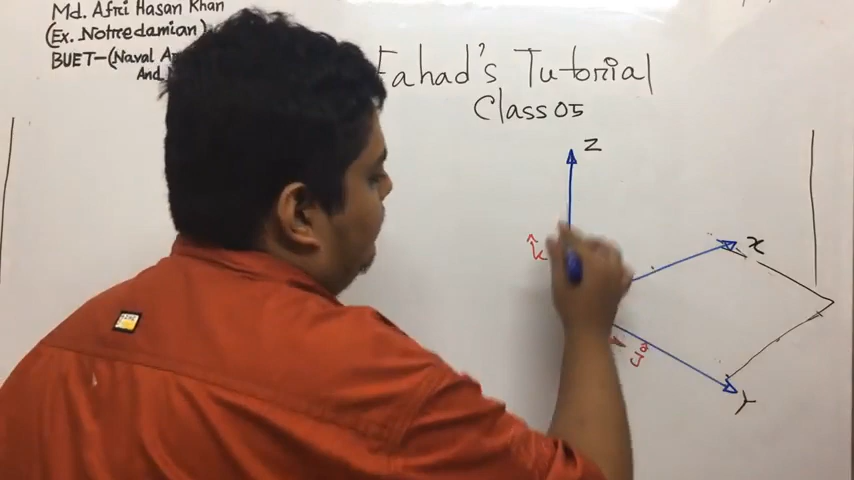 Md. Afri Hasan Khan
(Ex. Notredamian)
BUET-(Naval
And
Fahad's Tutorial
Class 05
Z
k̂
x
Y